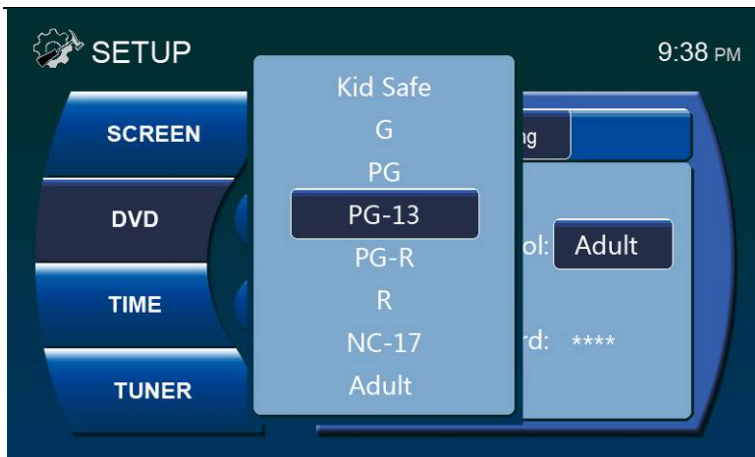 SETUP
9:38 PM
SCREEN
DVD
TIME
TUNER
Kid Safe
G
PG
PG-13
PG-R
R
NC-17
Adult
Adult
****